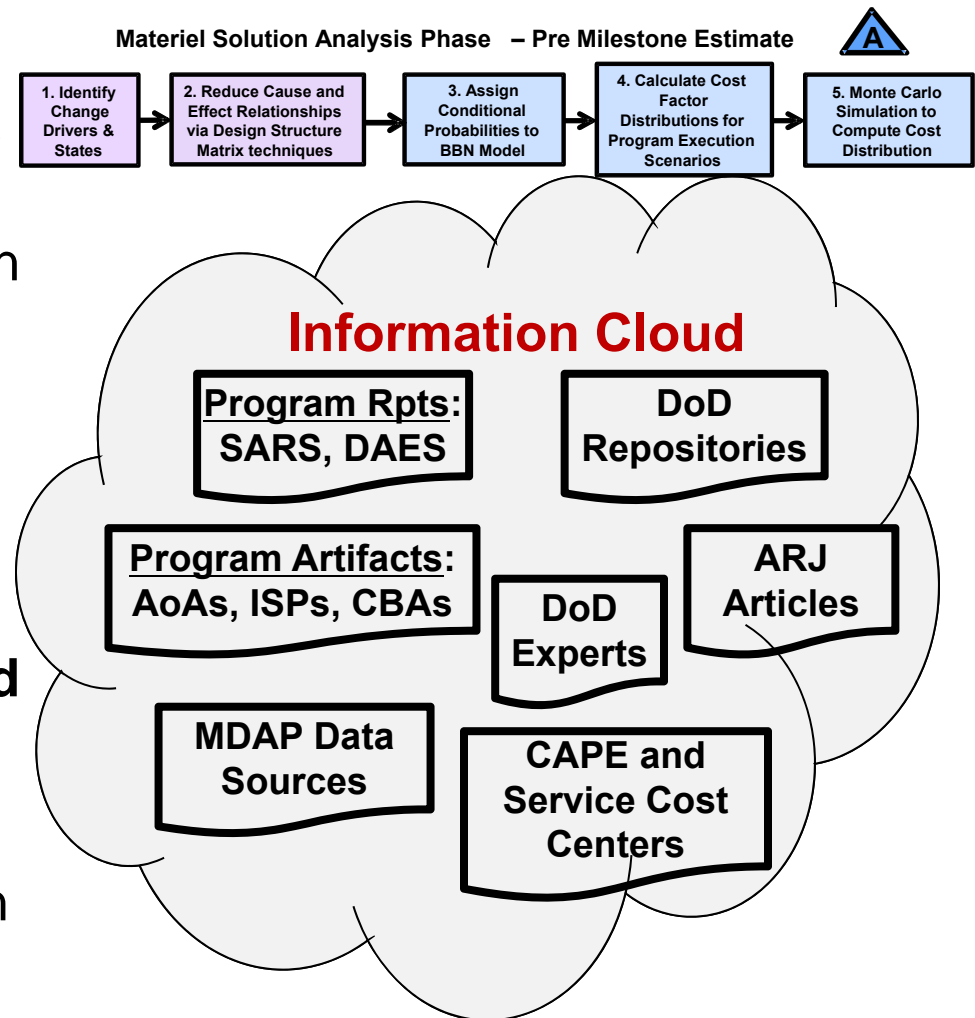 Materiel Solution Analysis Phase – Pre Milestone Estimate
A
1. Identify
Change
Drivers &
States
2. Reduce Cause and
Effect Relationships
via Design Structure
Matrix techniques
3. Assign
Conditional
Probabilities to
BBN Model
4. Calculate Cost
Factor
Distributions for
Program Execution
Scenarios
5. Monte Carlo
Simulation to
Compute Cost
Distribution
Information Cloud
Program Rpts:
SARS, DAES
DoD
Repositories
Program Artifacts:
AoAs, ISPs, CBAs
DoD
Experts
ARJ
Articles
MDAP Data
Sources
CAPE and
Service Cost
Centers